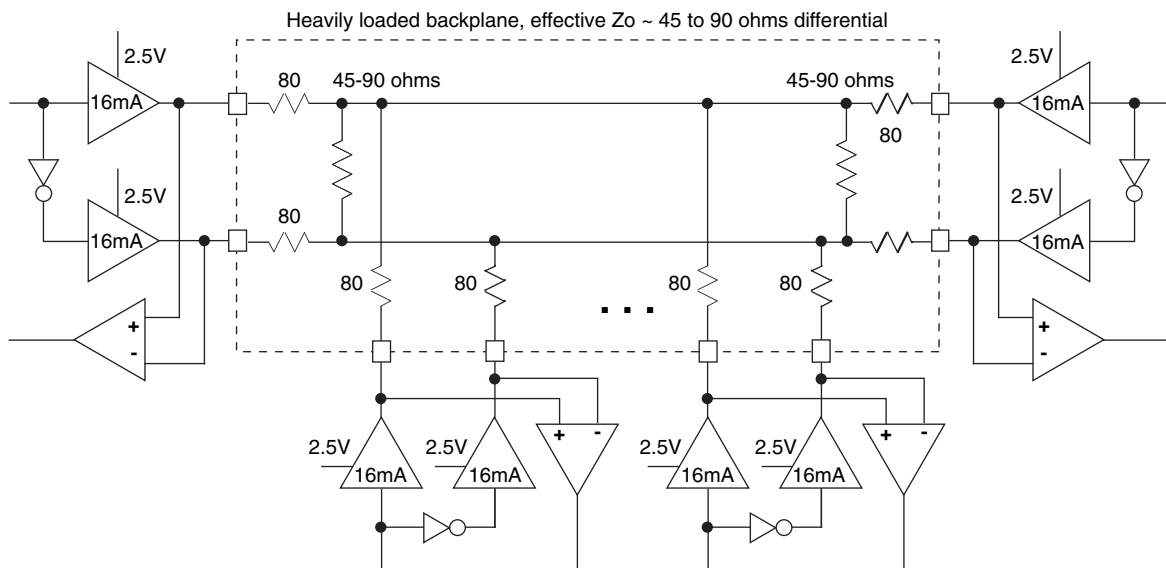 Heavily loaded backplane, effective Zo ~ 45 to 90 ohms differential
2.5V
2.5V
80
45-90 ohms
45-90 ohms
16mA
16mA
80
2.5V
2.5V
80
16mA
16mA
80
80
80
80
. . .
+
-
+
-
+
-
+
-
2.5V
2.5V
2.5V
2.5V
16mA
16mA
16mA
16mA